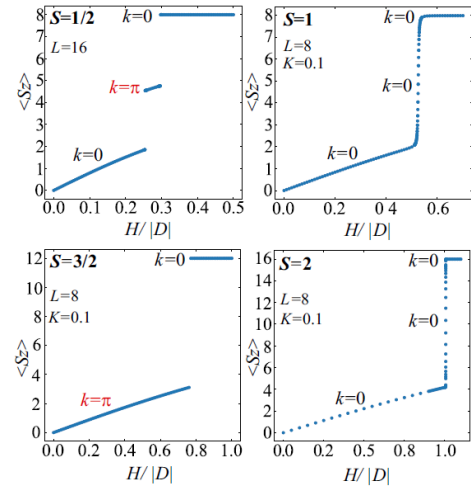 S=1/2
k=0
L=16
k=π
k=0
<Sz>
8
7
6
5
4
3
2
1
0
0.0 0.1 0.2 0.3 0.4 0.5
H/|D|
S=1
k=0
L=8
K=0.1
k=0
k=0
<Sz>
8
7
6
5
4
3
2
1
0
0.0 0.2 0.4 0.6
H/|D|
S=3/2
k=0
L=8
K=0.1
k=π
<Sz>
12
10
8
6
4
2
0
0.0 0.2 0.4 0.6 0.8 1.0
H/|D|
S=2
k=0
L=8
K=0.1
k=0
k=0
<Sz>
16
14
12
10
8
6
4
2
0
0.0 0.5 1.0
H/|D|